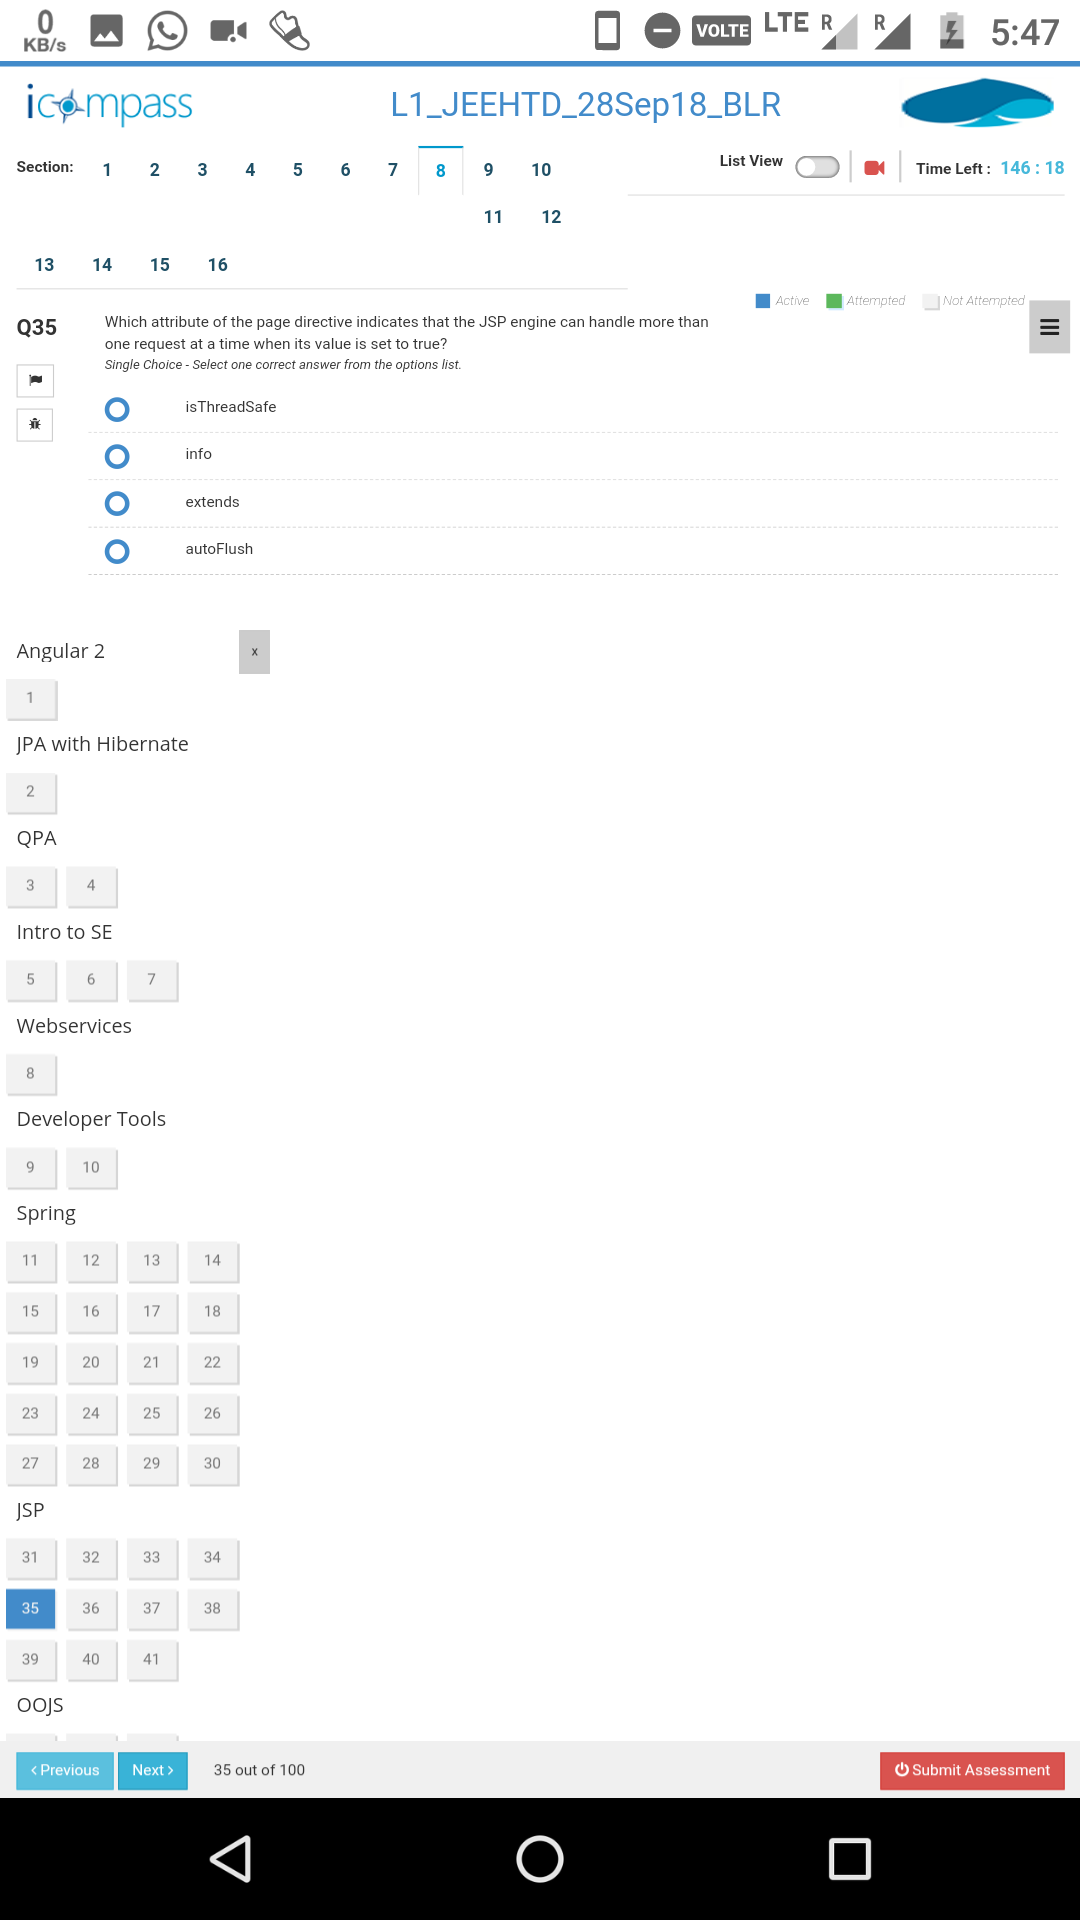 0
KB/s
VOLTE
LTE
R
R
5:47
icompass
L1_JEEHTD_28Sep18_BLR
Section: 1 2 3 4 5 6 7 8 9 10
List View
Time Left : 146 : 18
11 12
13 14 15 16
Active Attempted Not Attempted
Q35
Which attribute of the page directive indicates that the JSP engine can handle more than
one request at a time when its value is set to true?
Single Choice - Select one correct answer from the options list.
isThreadSafe
info
extends
autoFlush
Angular 2
x
1
JPA with Hibernate
2
QPA
3 4
Intro to SE
5 6 7
Webservices
8
Developer Tools
9 10
Spring
11 12 13 14
15 16 17 18
19 20 21 22
23 24 25 26
27 28 29 30
JSP
31 32 33 34
35 36 37 38
39 40 41
OOJS
Previous Next 35 out of 100 Submit Assessment